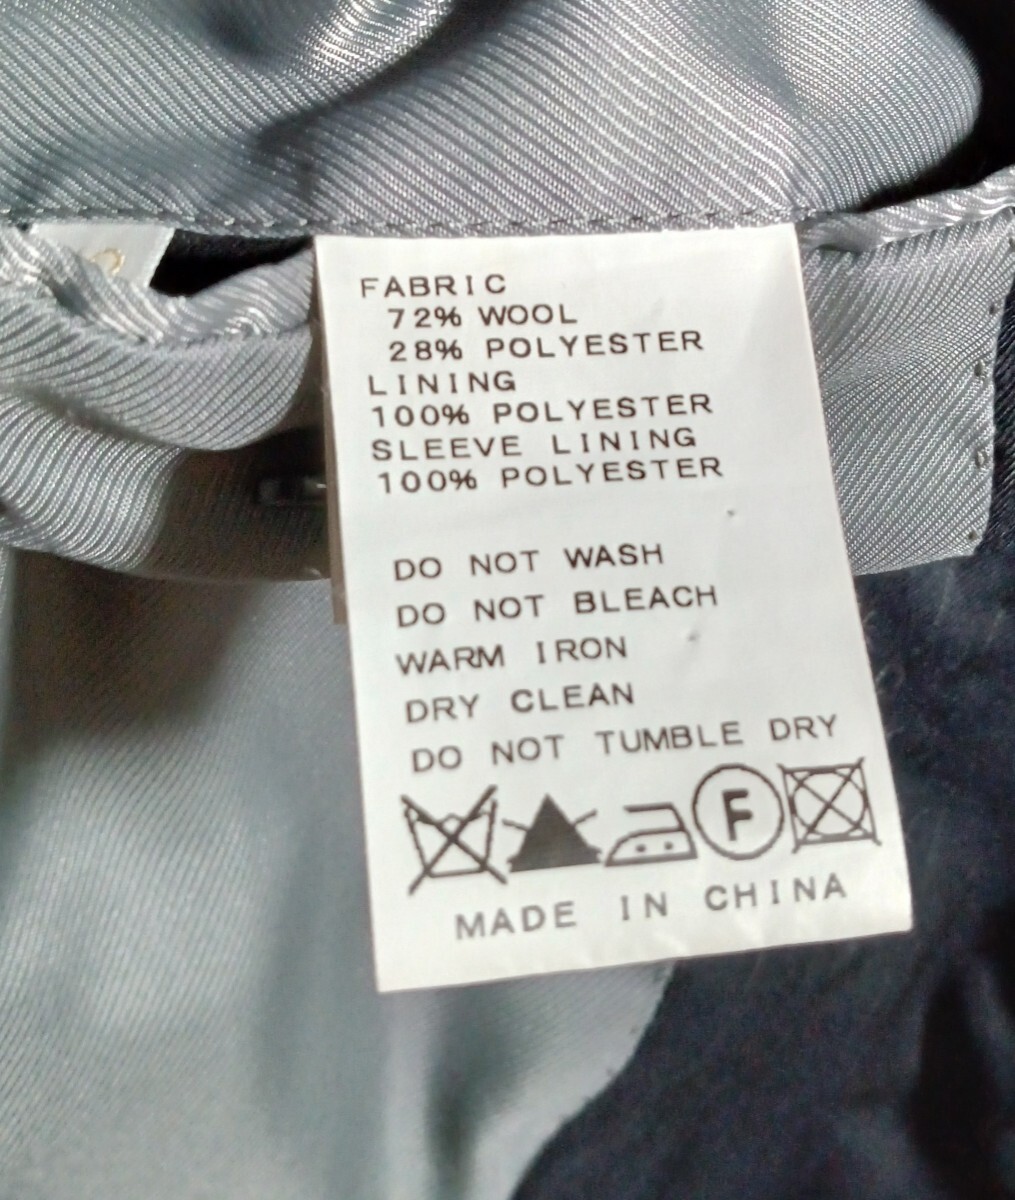 FABRIC
72% WOOL
28% POLYESTER
LINING
100% POLYESTER
SLEEVE LINING
100% POLYESTER
DO NOT WASH
DO NOT BLEACH
WARM IRON
DRY CLEAN
DO NOT TUMBLE DRY
F
MADE IN CHINA